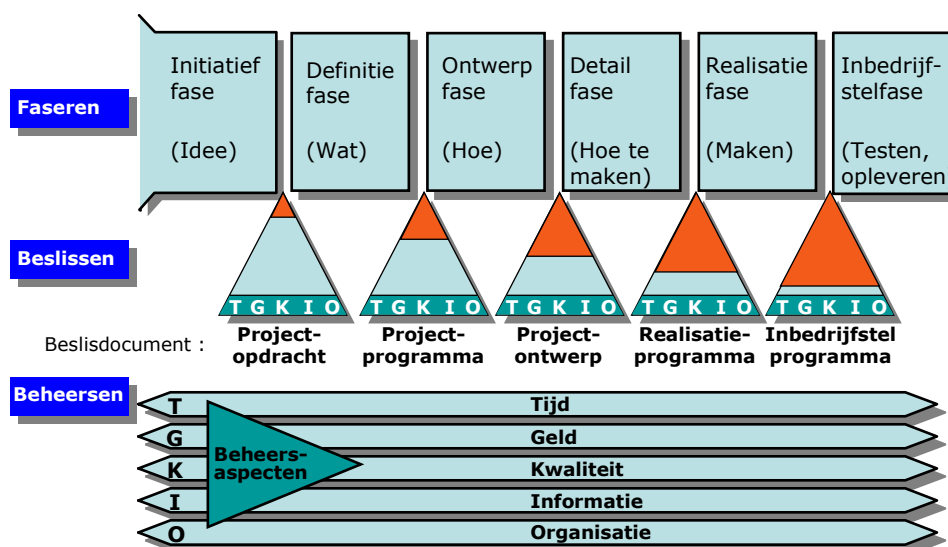 Faseren
Initiatief
fase
(Idee)
Definitie
fase
(Wat)
Ontwerp
fase
(Hoe)
Detail
fase
(Hoe te
maken)
Realisatie
fase
(Maken)
Inbedrijf-
stelfase
(Testen,
opleveren
Beslissen
T G K I O
T G K I O
T G K I O
T G K I O
T G K I O
Beslisdocument :
Project-
opdracht
Project-
programma
Project-
ontwerp
Realisatie-
programma
Inbedrijfstel
programma
Beheersen
Beheers-
aspecten
T Tijd
G Geld
K Kwaliteit
I Informatie
O Organisatie